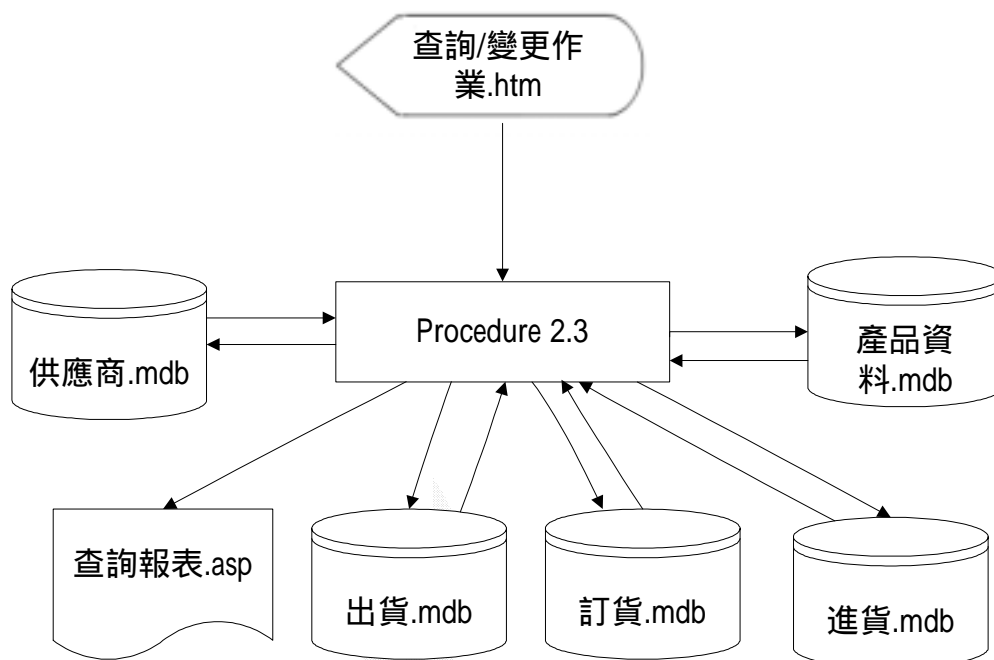 查詢/變更作
業.htm
供應商.mdb
Procedure 2.3
產品資
料.mdb
查詢報表.asp
出貨.mdb
訂貨.mdb
進貨.mdb